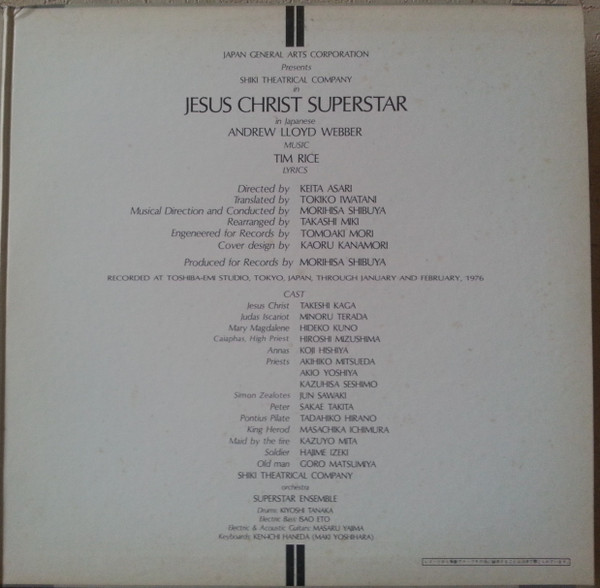 JAPAN GENERAL ARTS CORPORATION
Presents
SHIKI THEATRICAL COMPANY
in
JESUS CHRIST SUPERSTAR
in Japanese
ANDREW LLOYD WEBBER
MUSIC
TIM RICE
LYRICS
Directed by KEITA ASARI
Translated by TOKIKO IWATANI
Musical Direction and Conducted by MORIHISA SHIBUYA
Rearranged by TAKASHI MIKI
Engeneered for Records by TOMOAKI MORI
Cover design by KAORU KANAMORI
Produced for Records by MORIHISA SHIBUYA
RECORDED AT TOSHIBA-EMI STUDIO, TOKYO, JAPAN, THROUGH JANUARY AND FEBRUARY, 1976
CAST
Jesus Christ TAKESHI KAGA
Judas Iscariot MINORU TERADA
Mary Magdalene HIDEKO KUNO
Caiaphas, High Priest HIROSHI MIZUSHIMA
Annas KOJI HISHIYA
Priests AKIHIKO MITSUEDA
AKIO YOSHIYA
KAZUHISA SESHIMO
Simon Zealotes JUN SAWAKI
Peter SAKAE TAKITA
Pontius Pilate TADAHIKO HIRANO
King Herod MASACHIKA ICHIMURA
Maid by the fire KAZUYO MITA
Soldier HAJIME IZEKI
Old man GORO MATSUMIYA
SHIKI THEATRICAL COMPANY
orchestra
SUPERSTAR ENSEMBLE
Drums: KIYOSHI TANAKA
Electric Bass: ISAO ETO
Electric & Acoustic Guitars: MASARU YAJIMA
Keyboards: KEN-ICHI HANEDA (MAKI YOSHIHARA)